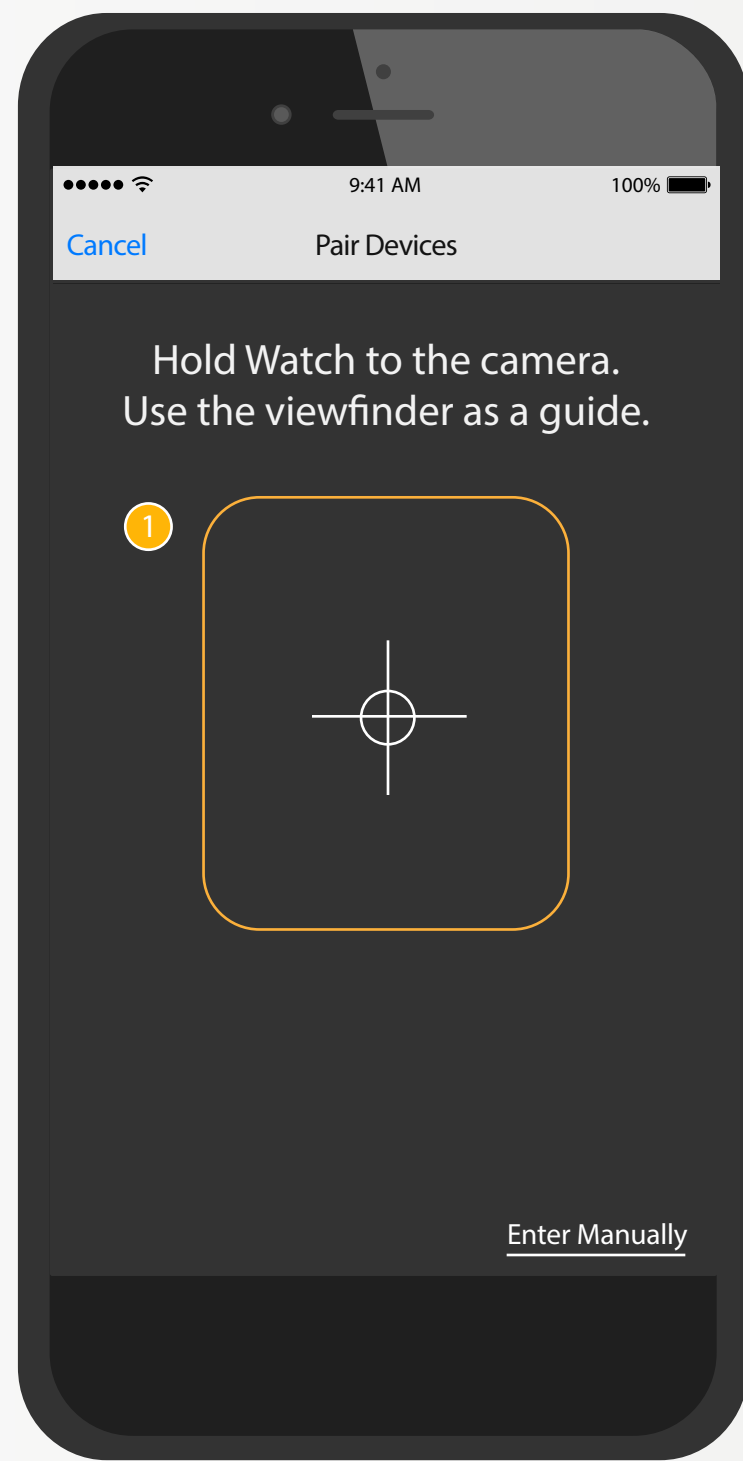 9:41 AM 100%
Cancel Pair Devices
Hold Watch to the camera.
Use the viewfinder as a guide.
1
Enter Manually